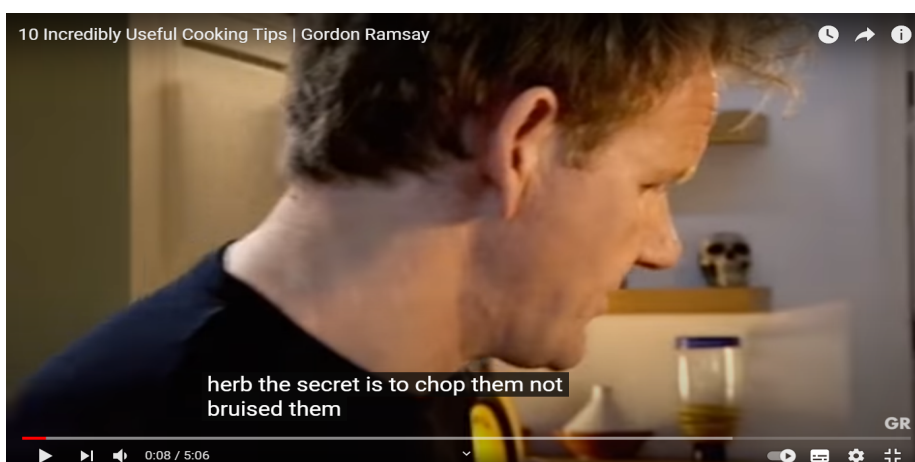 10 Incredibly Useful Cooking Tips | Gordon Ramsay
herb the secret is to chop them not
bruised them
GR
0:08 / 5:06